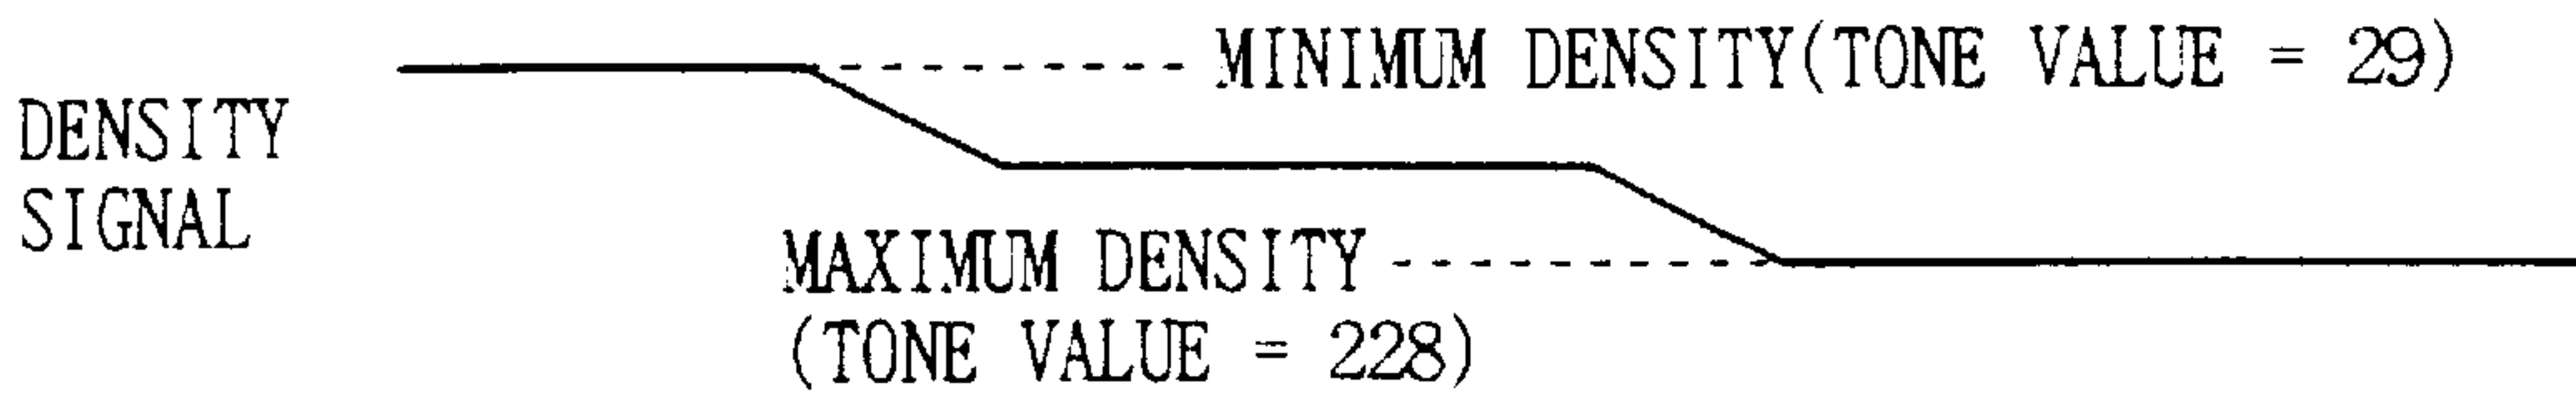 MINIMUM DENSITY(TONE VALUE = 29)
DENSITY
SIGNAL
MAXIMUM DENSITY
(TONE VALUE = 228)